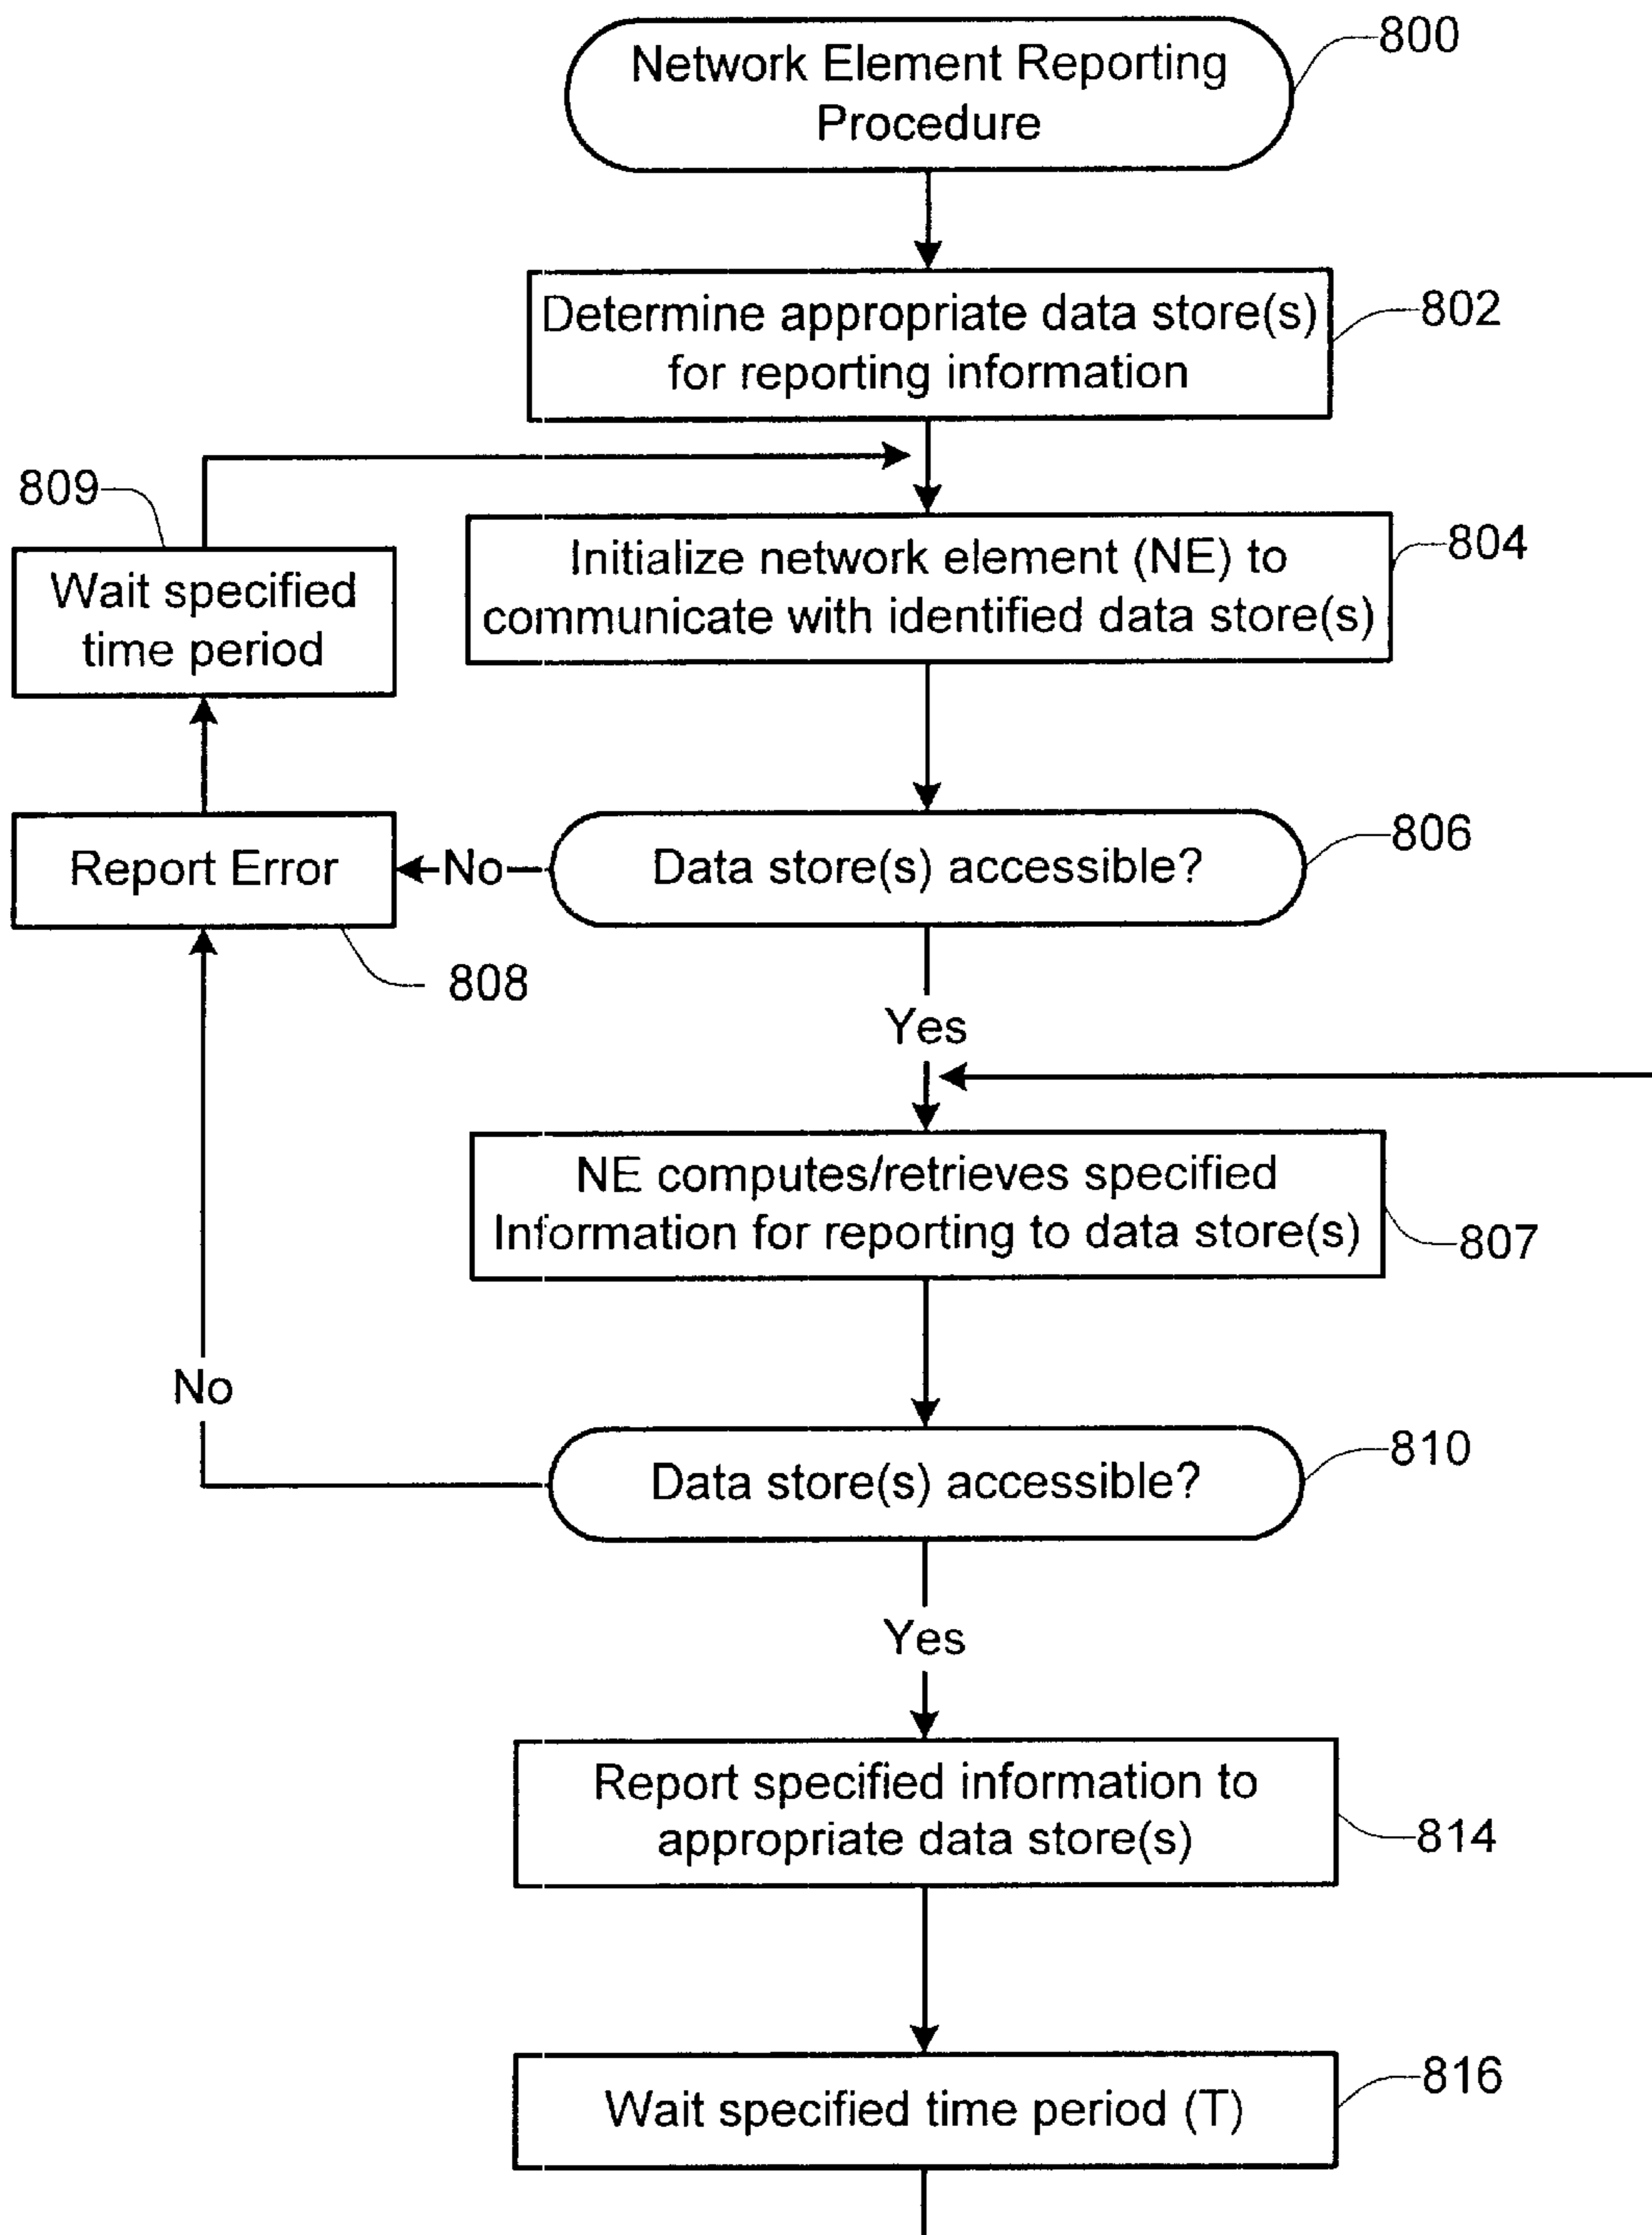 Network Element Reporting
Procedure
800
Determine appropriate data store(s)
for reporting information
802
809
Wait specified
time period
Initialize network element (NE) to
communicate with identified data store(s)
804
Report Error
808
No
Data store(s) accessible?
806
Yes
NE computes/retrieves specified
Information for reporting to data store(s)
807
No
Data store(s) accessible?
810
Yes
Report specified information to
appropriate data store(s)
814
Wait specified time period (T)
816